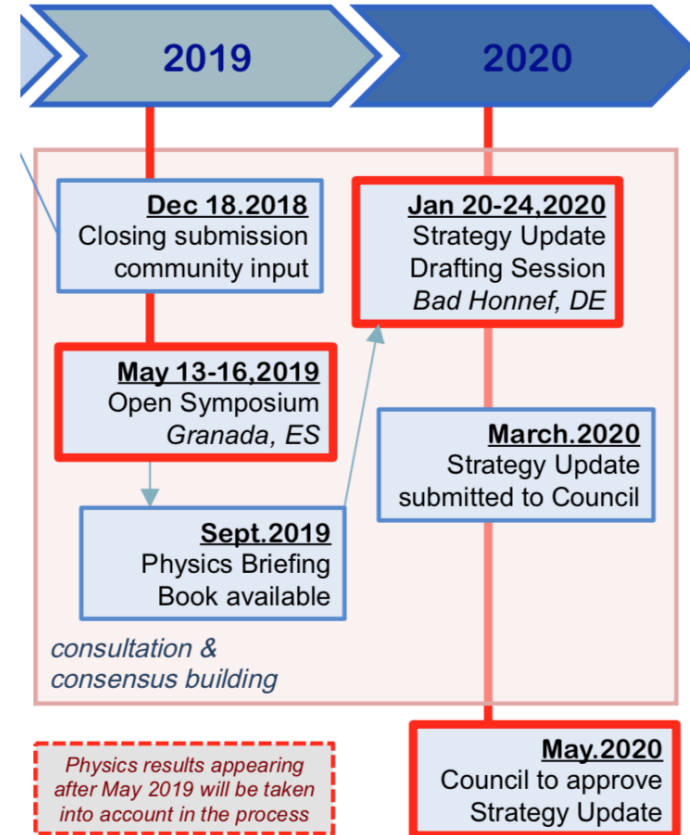 2019
2020
Dec 18.2018
Closing submission
community input
May 13-16,2019
Open Symposium
Granada, ES
Sept.2019
Physics Briefing
Book available
Jan 20-24,2020
Strategy Update
Drafting Session
Bad Honnef, DE
March.2020
Strategy Update
submitted to Council
consultation &
consensus building
May.2020
Council to approve
Strategy Update
Physics results appearing
after May 2019 will be taken
into account in the process